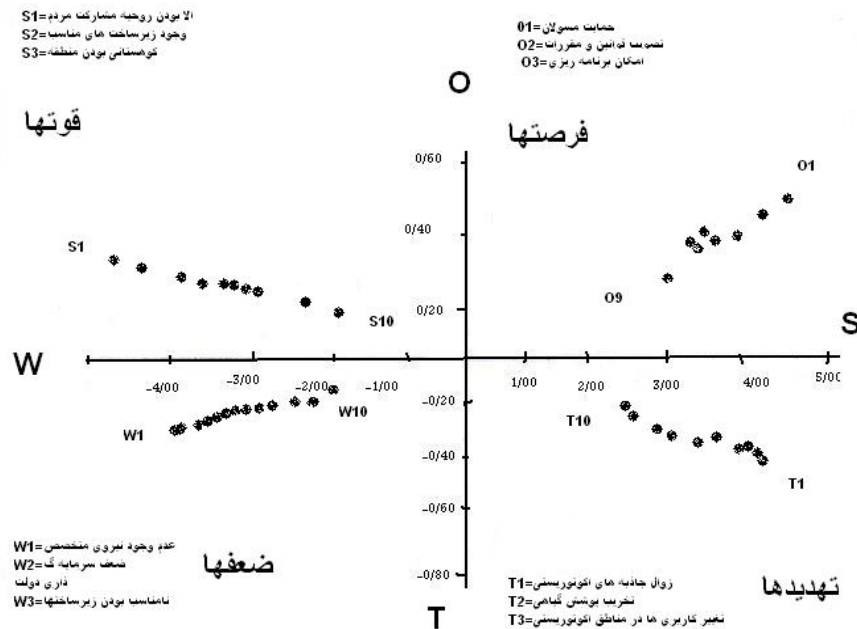 S1=الا بودن روحیه مشارکت مردم
S2=وجود زیرساخت های مناسب
S3=کوهستانی بودن منطقه
O1=حمایت مسولان
O2=تصویب قوانین و مقررات
O3=امکان برنامه ریزی
O
قوتها
فرصتها
0/60
O1
0/40
S1
O9
0/20
S10
S
W
-4/00
-3/00
-2/00
-1/00
1/00
2/00
3/00
4/00
5/00
-0/20
W10
T10
W1
-0/40
T1
-0/60
-0/80
W1=عدم وجود نیروی متخصص
W2=ضعف سرمایه گ
ذاری دولت
W3=نامناسب بودن زیرساختها
ضعفها
T
T1=زوال جاذبه های اکوتوریستی
T2=تخریب پوشش گیاهی
T3=تغییر کاربری ها در مناطق اکوتوریستی
تهدیدها